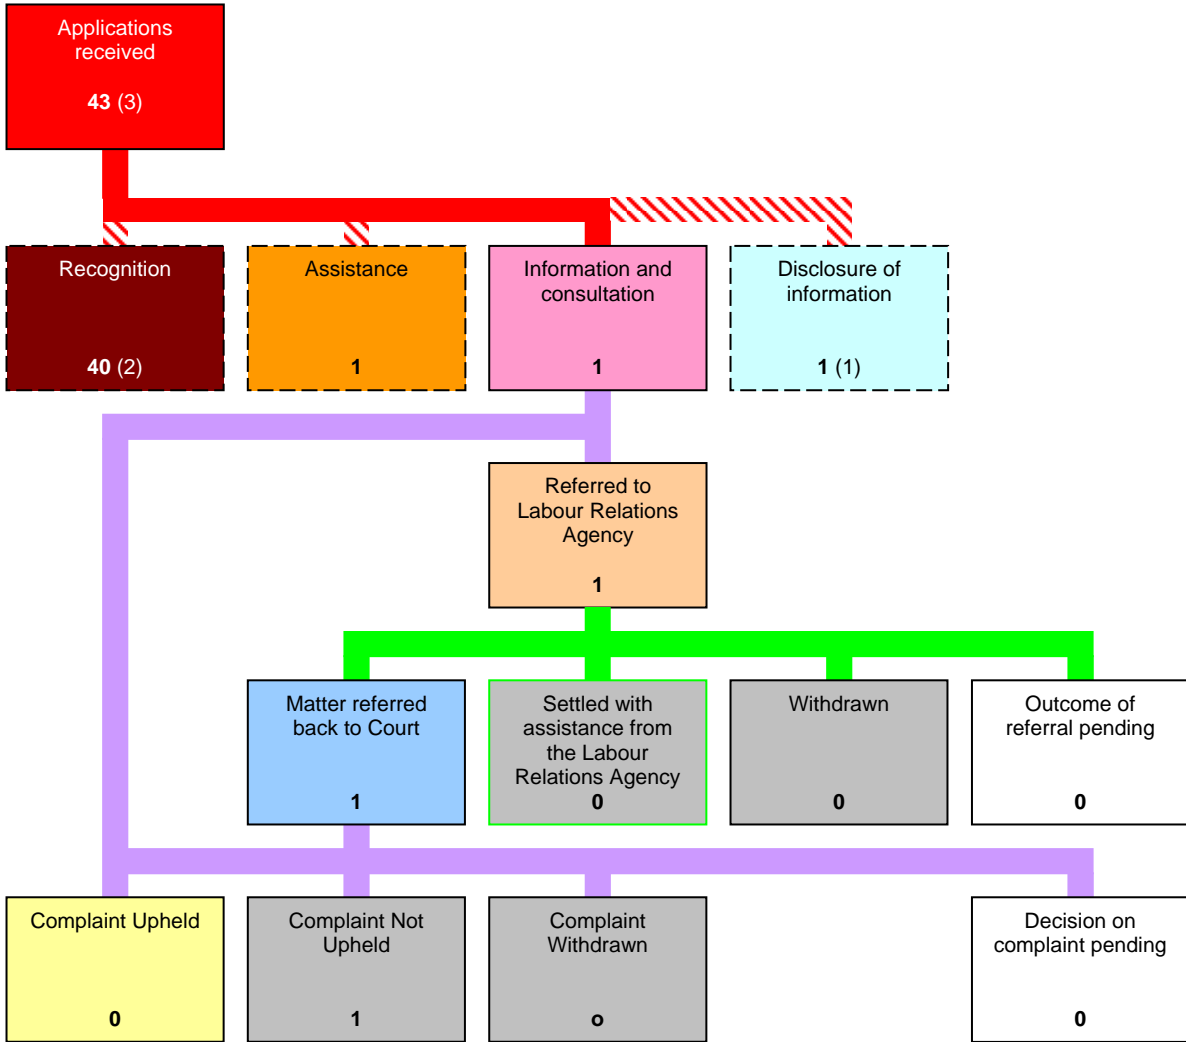 Applications
received
43 (3)
Recognition
40 (2)
Assistance
1
Information and
consultation
1
Disclosure of
information
1 (1)
Referred to
Labour Relations
Agency
1
Matter referred
back to Court
1
Settled with
assistance from
the Labour
Relations Agency
0
Withdrawn
0
Outcome of
referral pending
0
Complaint Upheld
0
Complaint Not
Upheld
1
Complaint
Withdrawn
o
Decision on
complaint pending
0